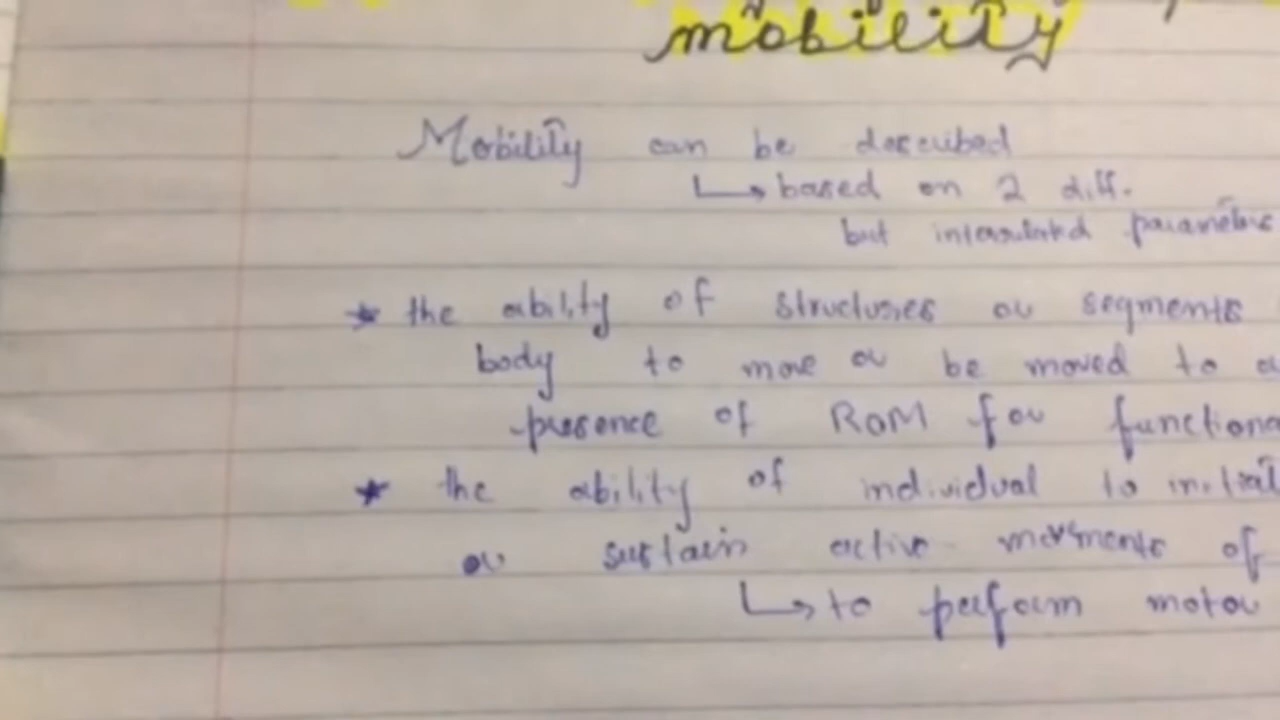 mobility
Mobility can be described
↳ based on 2 diff.
but interrelated parameters
* the ability of structures or segments
body to move or be moved to a
presence of ROM for functiona
* the ability of individual to initiat
or sustain active movements of
↳ to perform motor